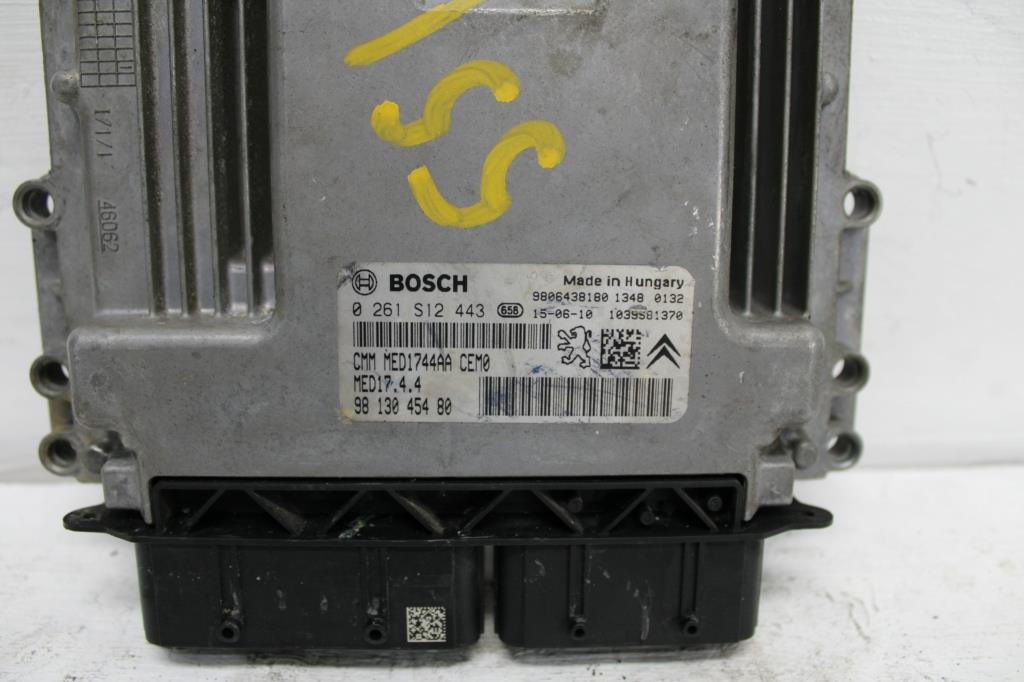 1/1/1
46062
SS
BOSCH
Made in Hungary
9806438180 1348 0132
0 261 S12 443 658 15-06-10 1039S81370
CMM MED1744AA CEM0
MED17.4.4
98 130 454 80